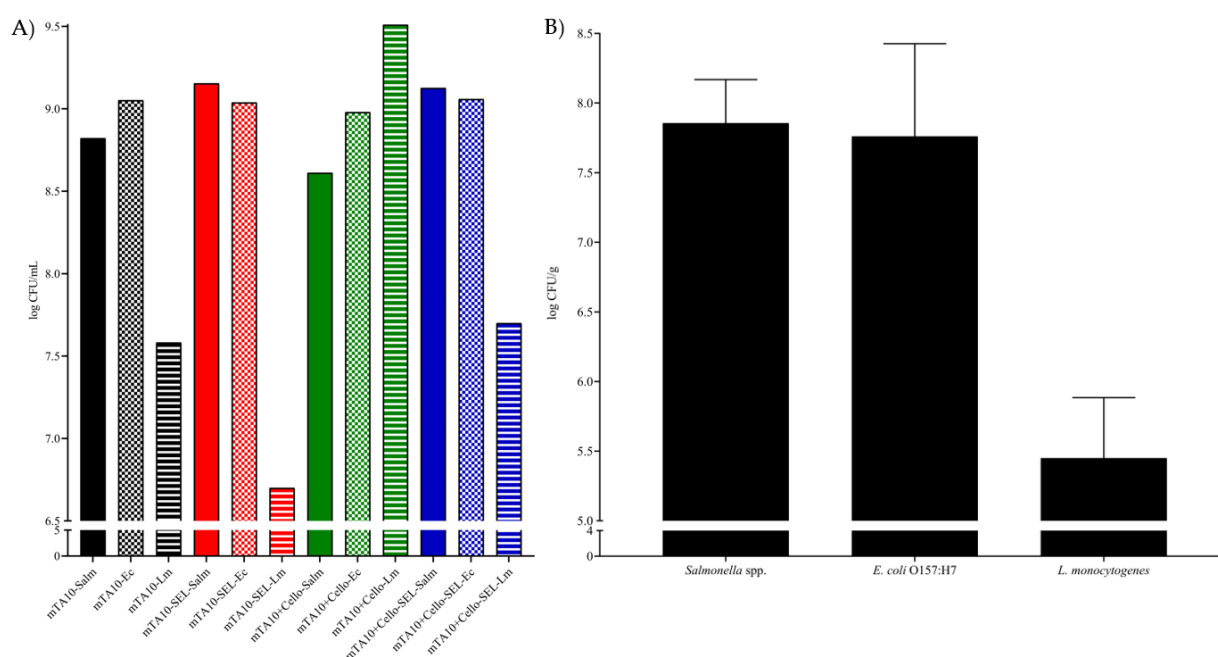 A)
log CFU/mL
9.5
9.0
8.5
8.0
7.5
7.0
6.5
5
0
mTA10-Salm
mTA10-Ec
mTA10-Lm
mTA10-SEL-Salm
mTA10-SEL-Ec
mTA10-SEL-Lm
mTA10+Cello-Salm
mTA10+Cello-Ec
mTA10+Cello-Lm
mTA10+Cello-SEL-Salm
mTA10+Cello-SEL-Ec
mTA10+Cello-SEL-Lm
B)
log CFU/g
8.5
8.0
7.5
7.0
6.5
6.0
5.5
5.0
4
0
Salmonella spp.
E. coli O157:H7
L. monocytogenes